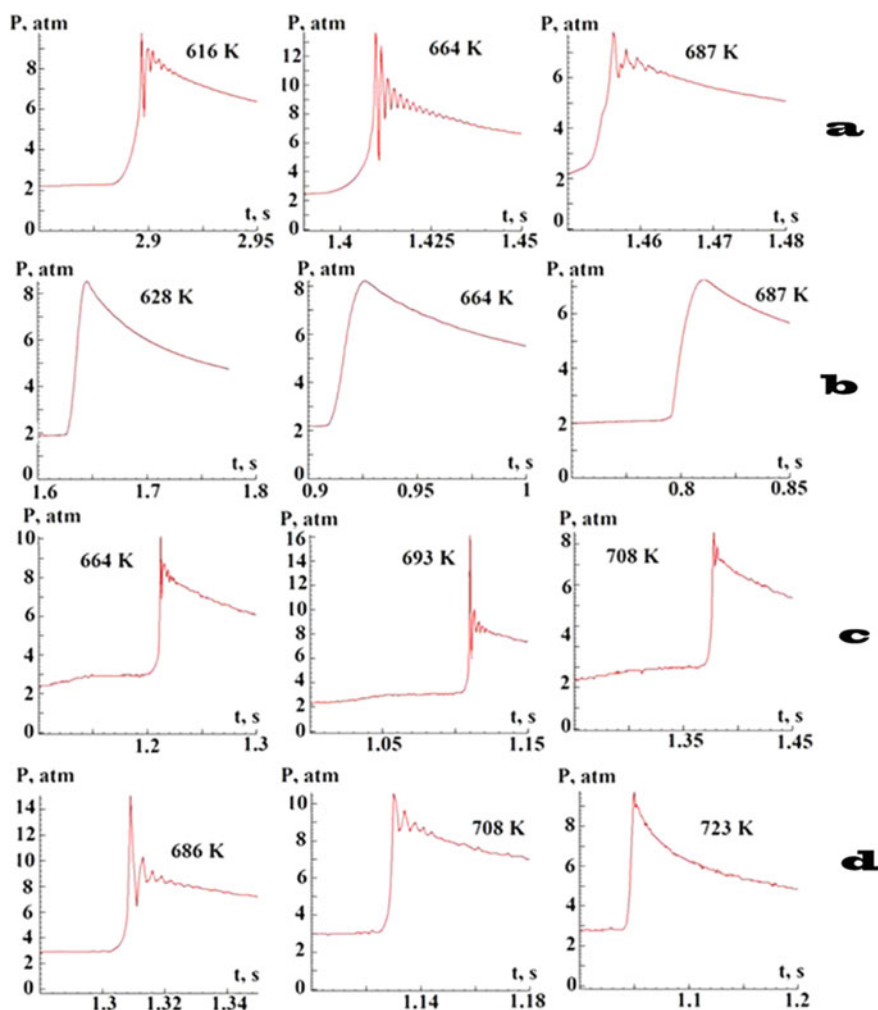 P, atm
616 K
8
6
4
2
0
t, s
2.9
2.95
P, atm
664 K
12
10
8
6
4
2
0
t, s
1.4
1.425
1.45
P, atm
687 K
6
4
2
0
t, s
1.46
1.47
1.48
a
P, atm
628 K
8
6
4
2
0
t, s
1.6
1.7
1.8
P, atm
664 K
8
6
4
2
0
t, s
0.9
0.95
1
P, atm
687 K
6
4
2
0
t, s
0.8
0.85
b
P, atm
664 K
10
8
6
4
2
0
t, s
1.2
1.3
P, atm
693 K
16
14
12
10
8
6
4
2
0
t, s
1.05
1.15
P, atm
708 K
8
6
4
2
0
t, s
1.35
1.45
c
P, atm
686 K
14
12
10
8
6
4
2
0
t, s
1.3
1.32
1.34
P, atm
708 K
10
8
6
4
2
0
t, s
1.14
1.18
P, atm
723 K
8
6
4
2
0
t, s
1.1
1.2
d